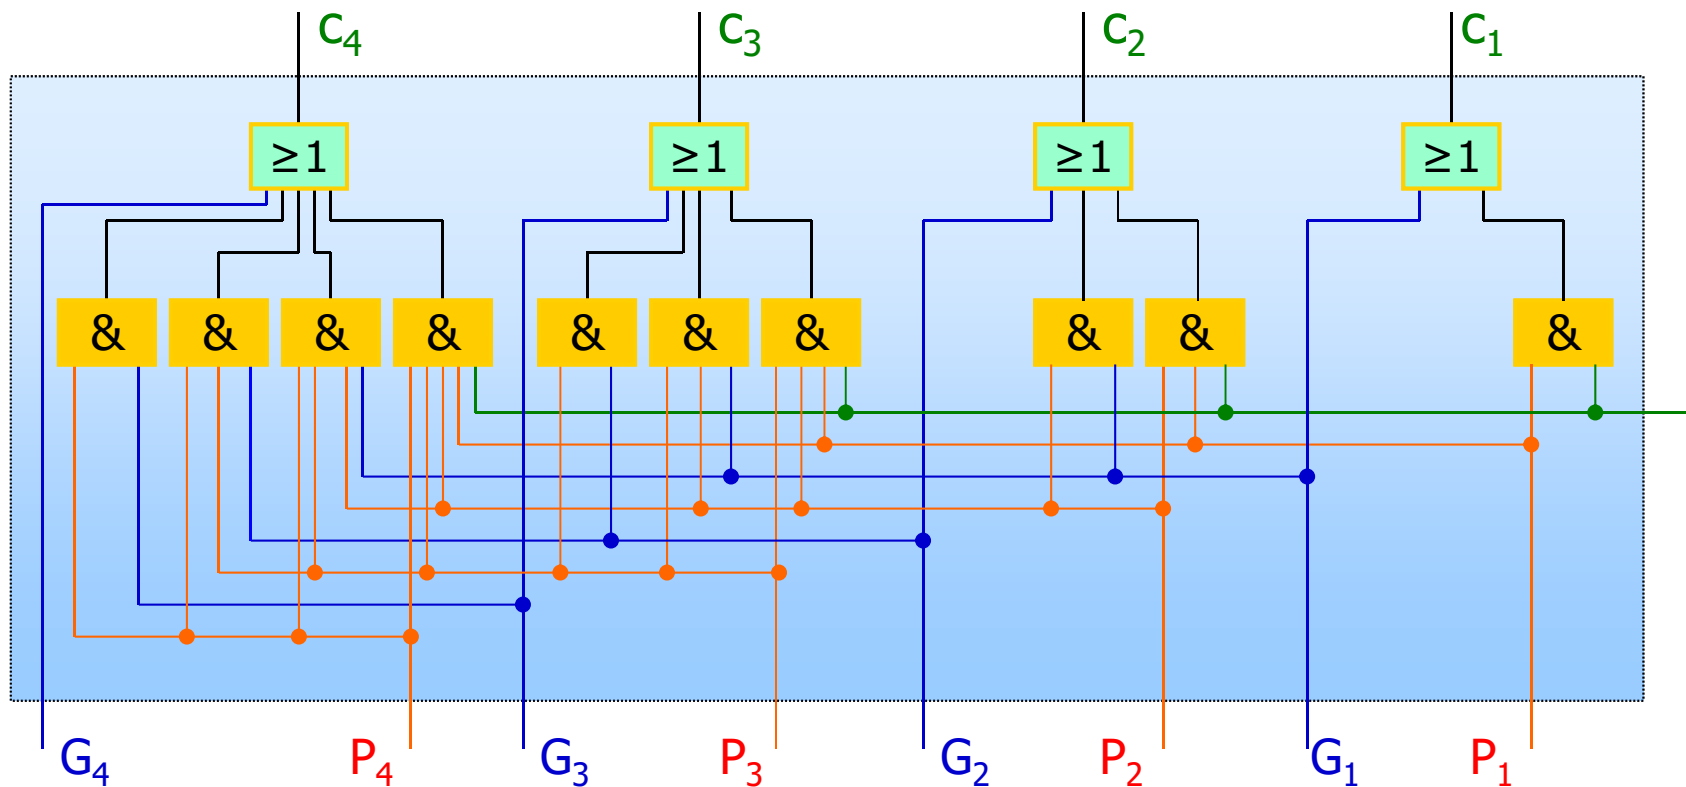 c₄ c₃ c₂ c₁
≥1 ≥1 ≥1 ≥1
& & & & & & & & & &
G₄ P₄ G₃ P₃ G₂ P₂ G₁ P₁